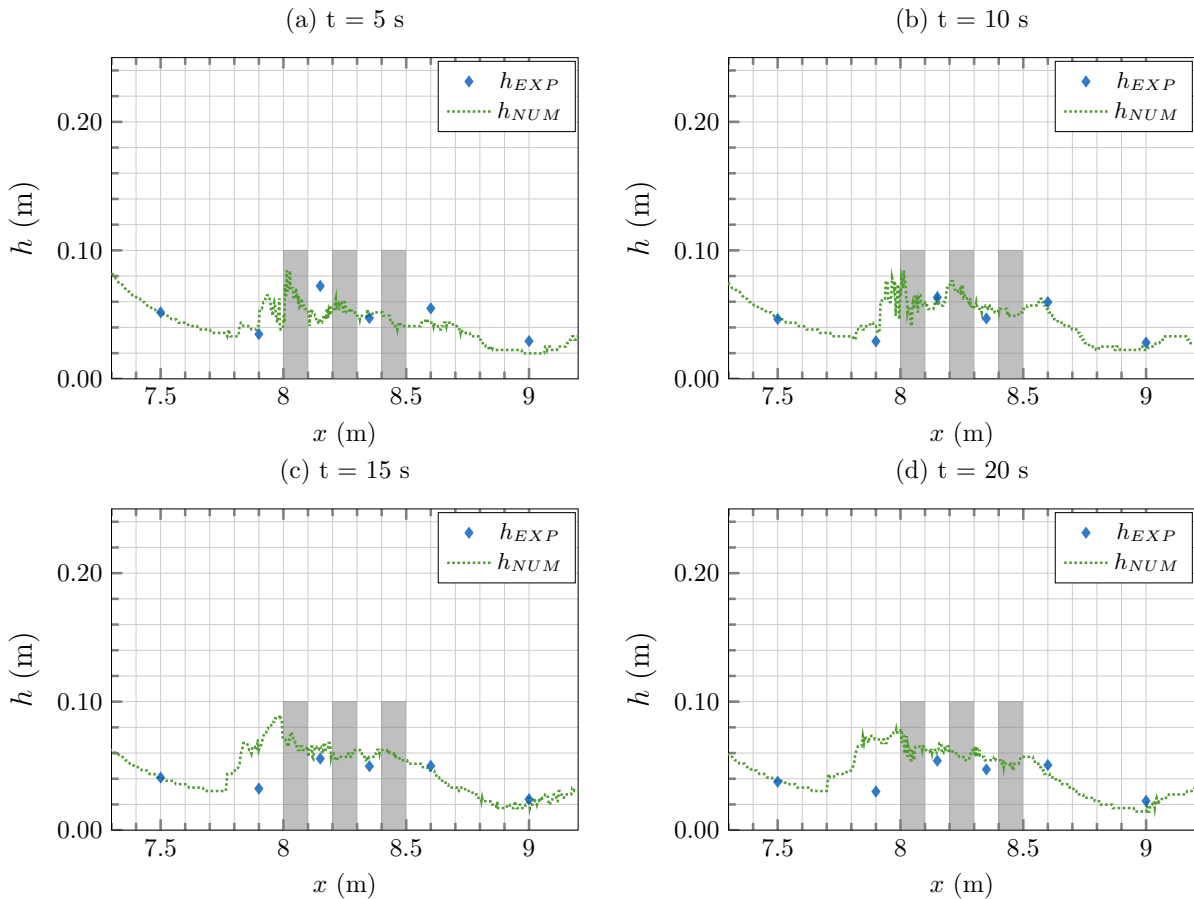 (a) t = 5 s
h_EXP
h_NUM
0.20
0.10
0.00
h (m)
7.5 8 8.5 9
x (m)
(b) t = 10 s
h_EXP
h_NUM
0.20
0.10
0.00
h (m)
7.5 8 8.5 9
x (m)
(c) t = 15 s
h_EXP
h_NUM
0.20
0.10
0.00
h (m)
7.5 8 8.5 9
x (m)
(d) t = 20 s
h_EXP
h_NUM
0.20
0.10
0.00
h (m)
7.5 8 8.5 9
x (m)